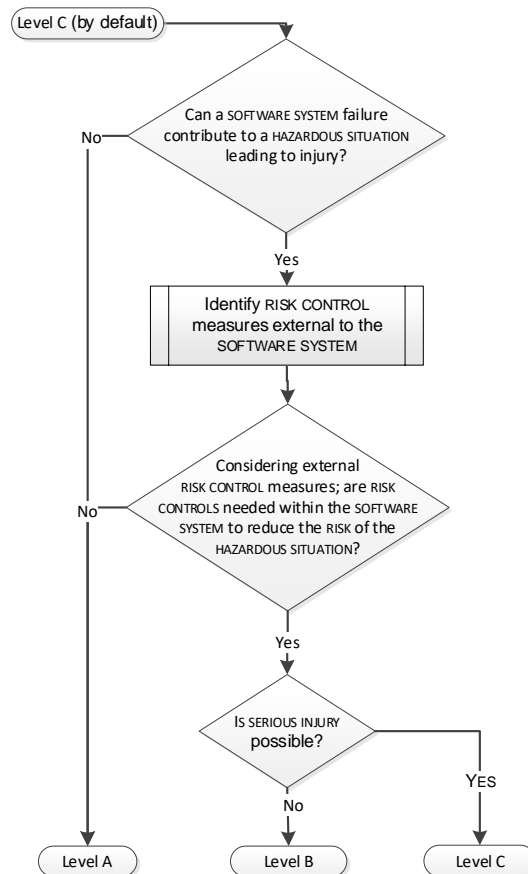 Level C (by default)
Can a SOFTWARE SYSTEM failure
contribute to a HAZARDOUS SITUATION
leading to injury?
No
Yes
Identify RISK CONTROL
measures external to the
SOFTWARE SYSTEM
Considering external
RISK CONTROL measures; are RISK
CONTROLS needed within the SOFTWARE
SYSTEM to reduce the RISK of the
HAZARDOUS SITUATION?
No
Yes
IS SERIOUS INJURY
possible?
YES
No
Level A
Level B
Level C